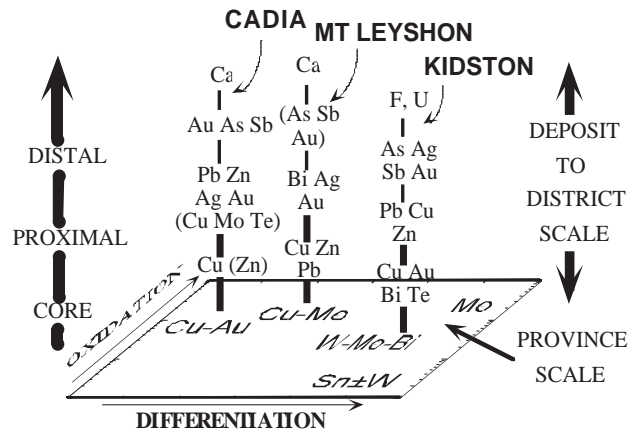 CADIA
MT LEYSHON
KIDSTON
Ca
Au As Sb
Pb Zn
Ag Au
(Cu Mo Te)
Cu (Zn)
Cu-Au
Ca
(As Sb
Au)
Bi Ag
Au
Cu Zn
Pb
Cu-Mo
F, U
As Ag
Sb Au
Pb Cu
Zn
Cu Au
Bi Te
W-Mo-Bi
Mo
Sn±W
DISTAL
PROXIMAL
CORE
OXIDATION
DIFFERENTIATION
DEPOSIT
TO
DISTRICT
SCALE
PROVINCE
SCALE